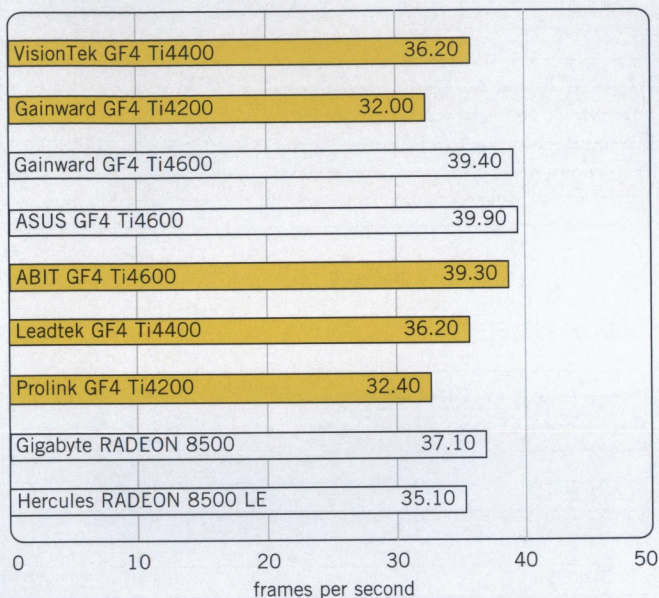 VisionTek GF4 Ti4400 36.20
Gainward GF4 Ti4200 32.00
Gainward GF4 Ti4600 39.40
ASUS GF4 Ti4600 39.90
ABIT GF4 Ti4600 39.30
Leadtek GF4 Ti4400 36.20
Prolink GF4 Ti4200 32.40
Gigabyte RADEON 8500 37.10
Hercules RADEON 8500 LE 35.10
0 10 20 30 40 50
frames per second